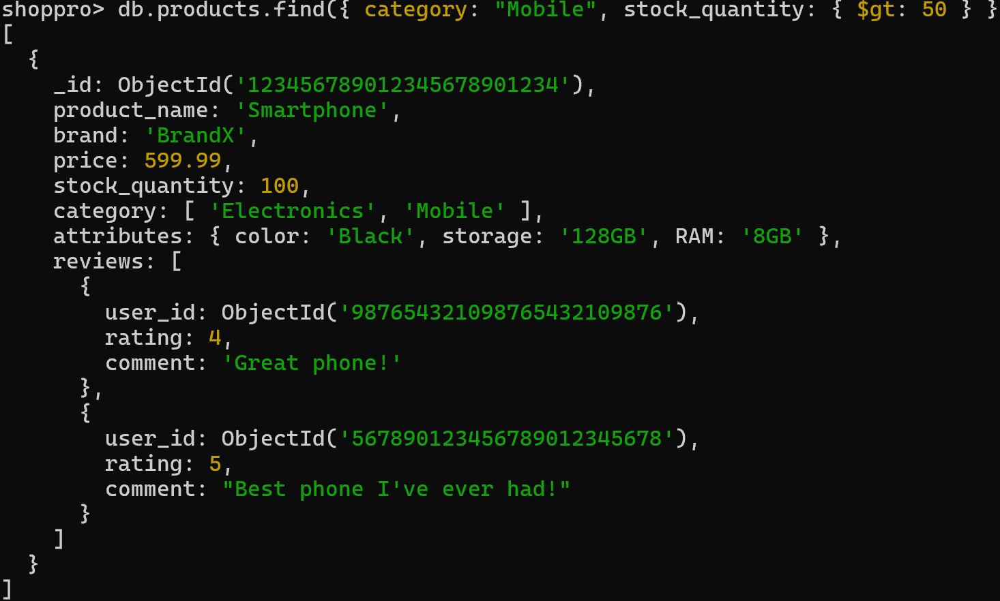 shoppro> db.products.find({ category: "Mobile", stock_quantity: { $gt: 50 } }
[
  {
    _id: ObjectId('123456789012345678901234'),
    product_name: 'Smartphone',
    brand: 'BrandX',
    price: 599.99,
    stock_quantity: 100,
    category: [ 'Electronics', 'Mobile' ],
    attributes: { color: 'Black', storage: '128GB', RAM: '8GB' },
    reviews: [
      {
        user_id: ObjectId('987654321098765432109876'),
        rating: 4,
        comment: 'Great phone!'
      },
      {
        user_id: ObjectId('567890123456789012345678'),
        rating: 5,
        comment: "Best phone I've ever had!"
      }
    ]
  }
]